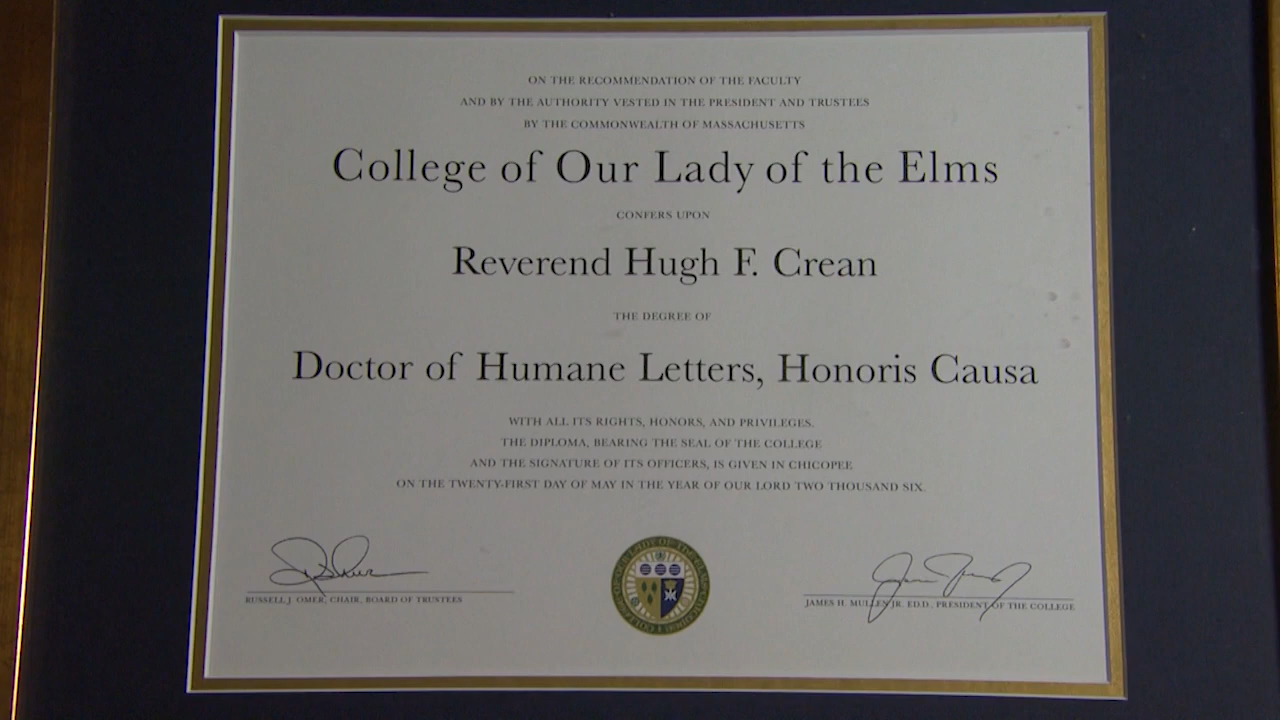 ON THE RECOMMENDATION OF THE FACULTY
AND BY THE AUTHORITY VESTED IN THE PRESIDENT AND TRUSTEES
BY THE COMMONWEALTH OF MASSACHUSETTS
College of Our Lady of the Elms
CONFERS UPON
Reverend Hugh F. Crean
THE DEGREE OF
Doctor of Humane Letters, Honoris Causa
WITH ALL ITS RIGHTS, HONORS, AND PRIVILEGES.
THE DIPLOMA, BEARING THE SEAL OF THE COLLEGE
AND THE SIGNATURE OF ITS OFFICERS, IS GIVEN IN CHICOPEE
ON THE TWENTY-FIRST DAY OF MAY IN THE YEAR OF OUR LORD TWO THOUSAND SIX.
RUSSELL J. OMER, CHAIR, BOARD OF TRUSTEES
JAMES H. MULLEN JR. ED.D., PRESIDENT OF THE COLLEGE